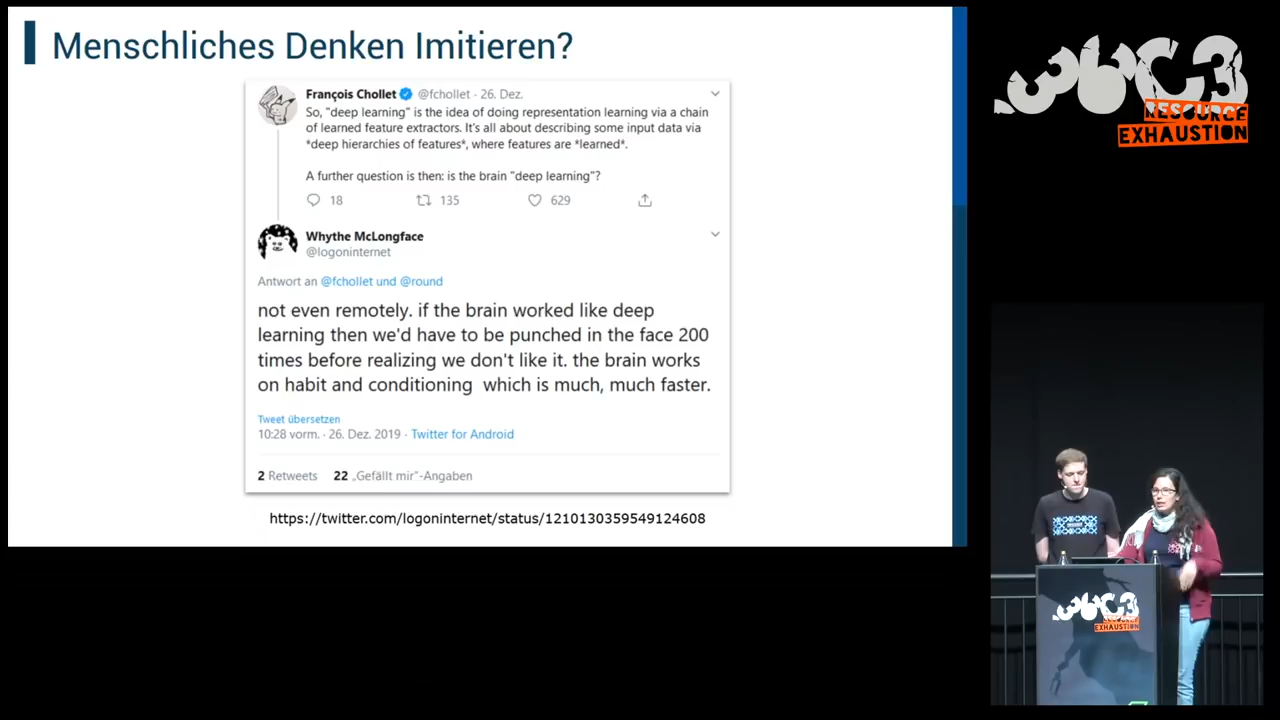 Menschliches Denken Imitieren?
François Chollet @fchollet · 26. Dez.
So, "deep learning" is the idea of doing representation learning via a chain
of learned feature extractors. It's all about describing some input data via
*deep hierarchies of features*, where features are *learned*.
A further question is then: is the brain "deep learning"?
18 135 629
Whythe McLongface
@logoninternet
Antwort an @fchollet und @round
not even remotely. if the brain worked like deep
learning then we'd have to be punched in the face 200
times before realizing we don't like it. the brain works
on habit and conditioning which is much, much faster.
Tweet übersetzen
10:28 vorm. · 26. Dez. 2019 · Twitter for Android
2 Retweets 22 „Gefällt mir"-Angaben
https://twitter.com/logoninternet/status/1210130359549124608
36C3
RESOURCE
EXHAUSTION
36C3
RESOURCE
EXHAUSTION